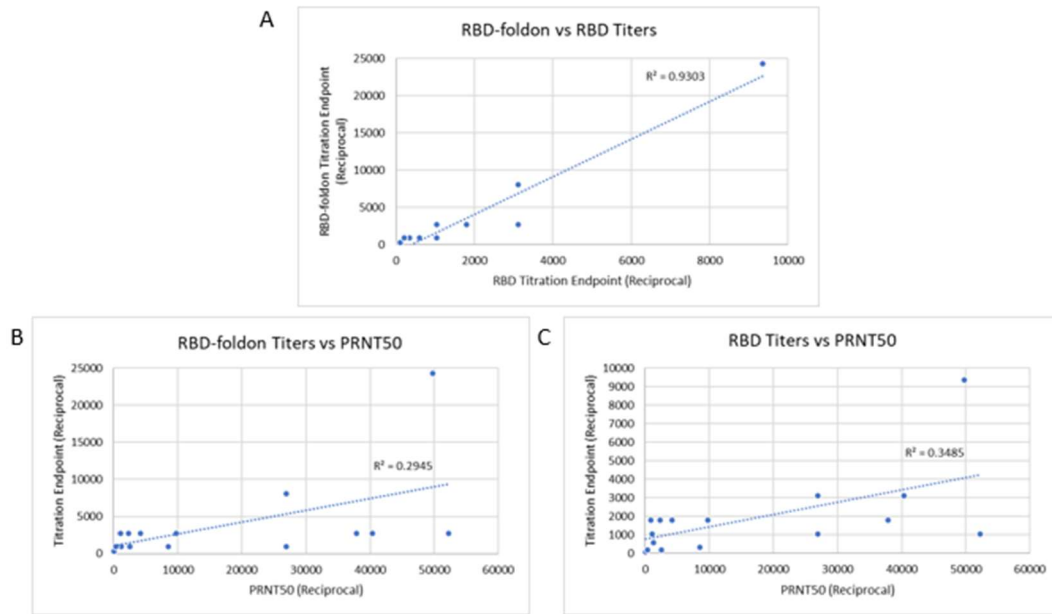 A
RBD-foldon vs RBD Titers
RBD-foldon Titration Endpoint
(Reciprocal)
25000
20000
15000
10000
5000
0
R² = 0.9303
0 2000 4000 6000 8000 10000
RBD Titration Endpoint (Reciprocal)
B
RBD-foldon Titers vs PRNT50
Titration Endpoint (Reciprocal)
25000
20000
15000
10000
5000
0
R² = 0.2945
0 10000 20000 30000 40000 50000 60000
PRNT50 (Reciprocal)
C
RBD Titers vs PRNT50
Titration Endpoint (Reciprocal)
10000
9000
8000
7000
6000
5000
4000
3000
2000
1000
0
R² = 0.3485
0 10000 20000 30000 40000 50000 60000
PRNT50 (Reciprocal)